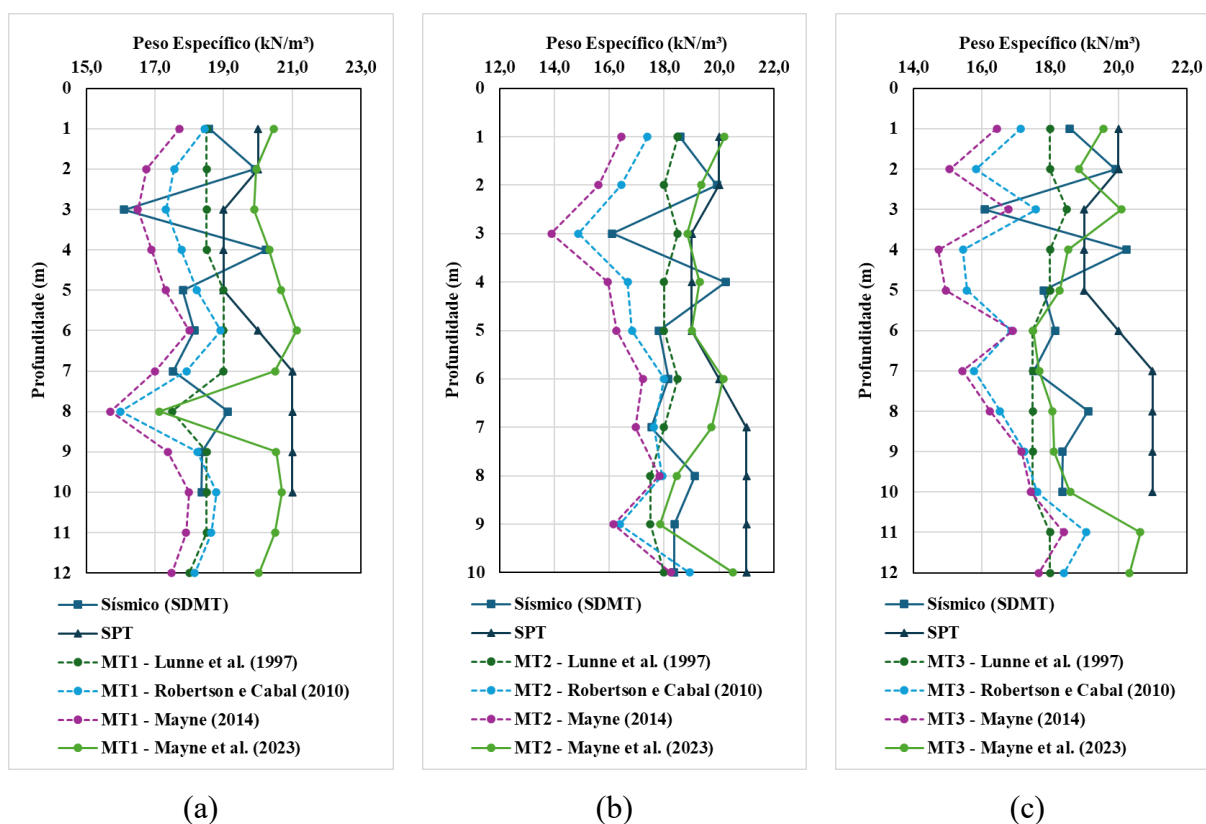 Peso Específico (kN/m³)
15,0 17,0 19,0 21,0 23,0
0
1
2
3
4
5
6
7
8
9
10
11
12
Profundidade (m)
Sísmico (SDMT)
SPT
MT1 - Lunne et al. (1997)
MT1 - Robertson e Cabal (2010)
MT1 - Mayne (2014)
MT1 - Mayne et al. (2023)
(a)
Peso Específico (kN/m³)
12,0 14,0 16,0 18,0 20,0 22,0
0
1
2
3
4
5
6
7
8
9
10
Profundidade (m)
Sísmico (SDMT)
SPT
MT2 - Lunne et al. (1997)
MT2 - Robertson e Cabal (2010)
MT2 - Mayne (2014)
MT2 - Mayne et al. (2023)
(b)
Peso Específico (kN/m³)
14,0 16,0 18,0 20,0 22,0
0
1
2
3
4
5
6
7
8
9
10
11
12
Profundidade (m)
Sísmico (SDMT)
SPT
MT3 - Lunne et al. (1997)
MT3 - Robertson e Cabal (2010)
MT3 - Mayne (2014)
MT3 - Mayne et al. (2023)
(c)